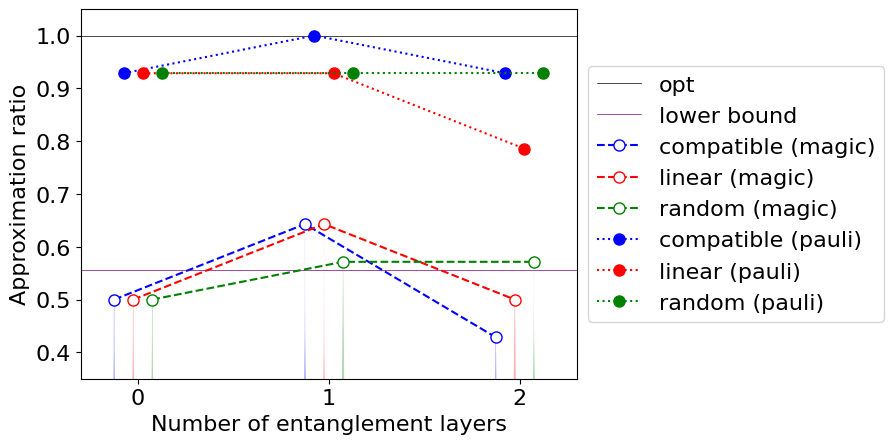 Approximation ratio
1.0
0.9
0.8
0.7
0.6
0.5
0.4
0
1
2
Number of entanglement layers
opt
lower bound
compatible (magic)
linear (magic)
random (magic)
compatible (pauli)
linear (pauli)
random (pauli)